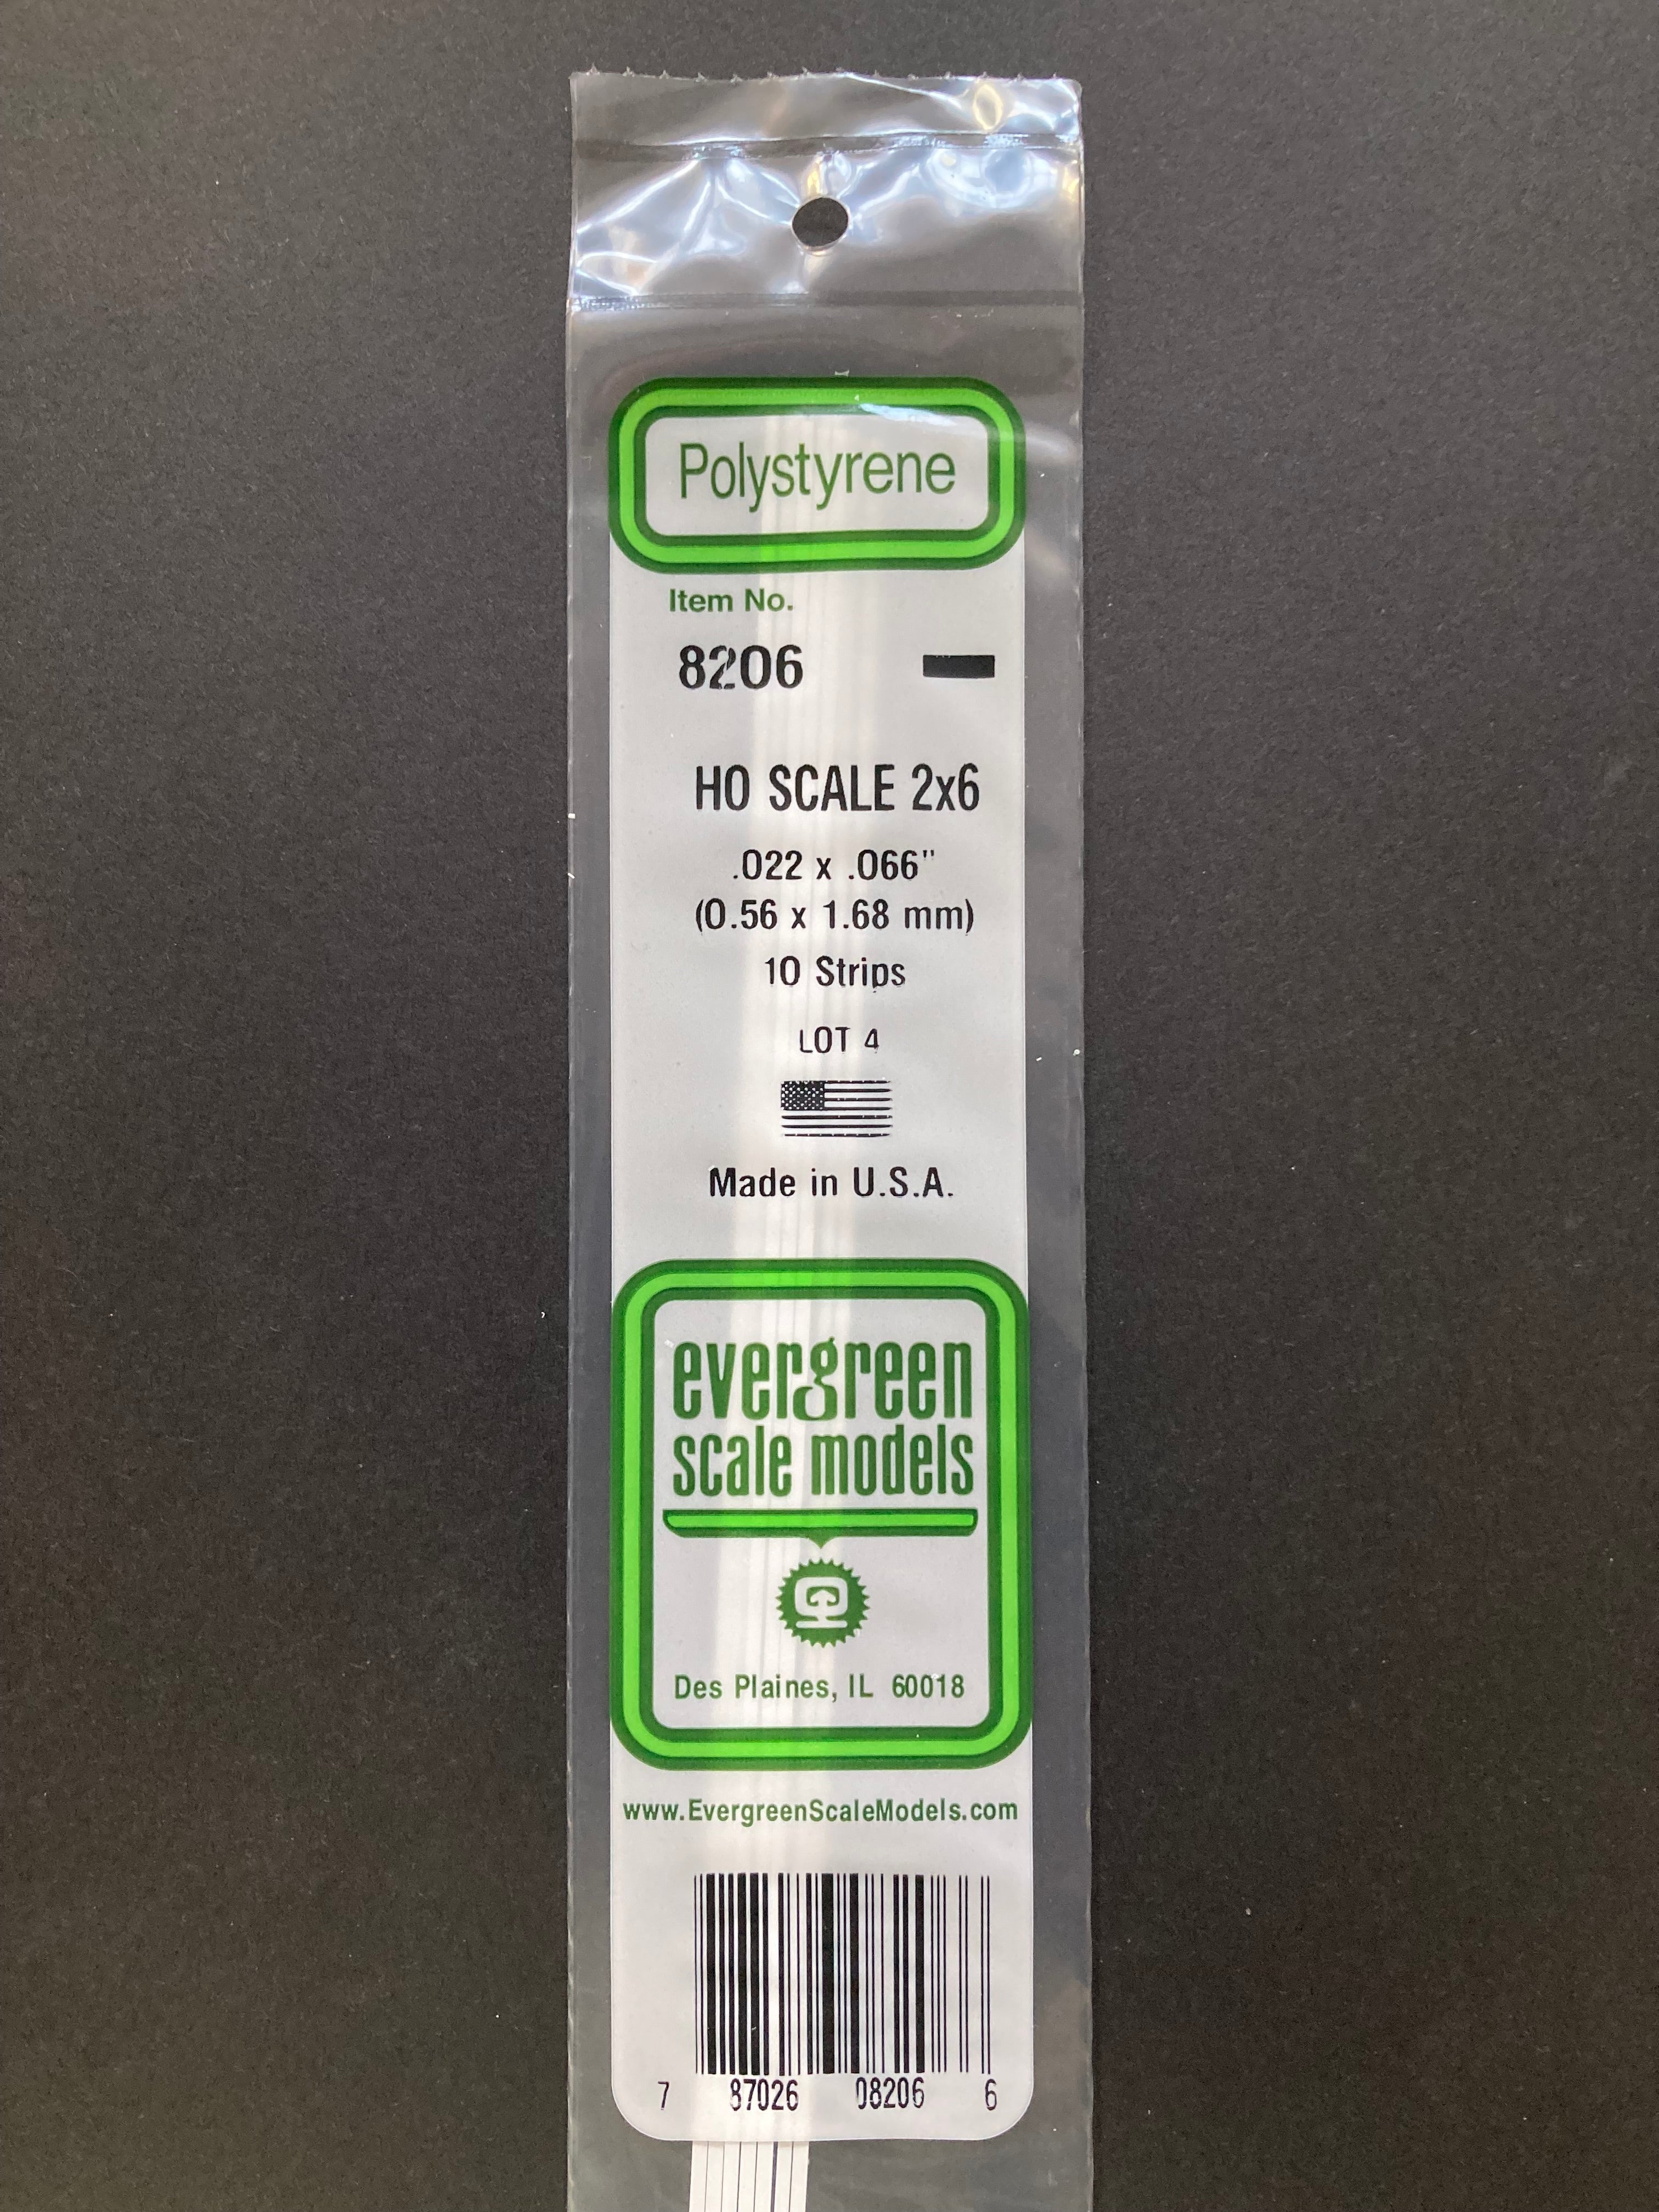 Polystyrene
Item No.
8206
HO SCALE 2x6
.022 x .066"
(0.56 x 1.68 mm)
10 Strips
LOT 4
Made in U.S.A.
evergreen
scale models
Des Plaines, IL 60018
www.EvergreenScaleModels.com
7 87026 08206 6